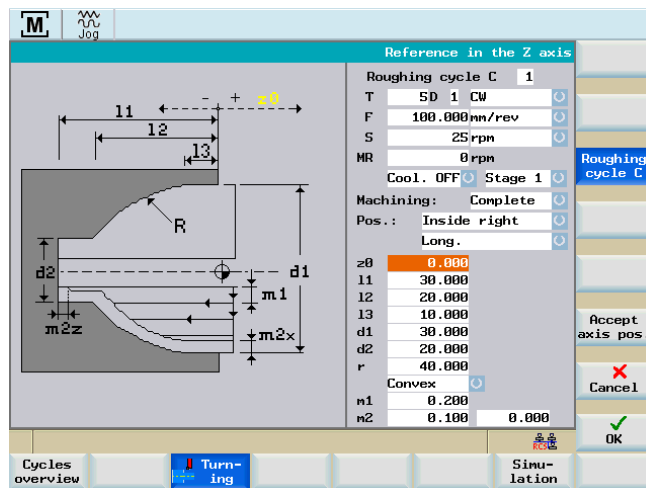 M
Jog
Reference in the Z axis
Roughing cycle C 1
T 5 D 1 CW
F 100.000 mm/rev
S 25 rpm
MR 0 rpm
Cool. OFF Stage 1
Machining: Complete
Pos.: Inside right
Long.
z0 0.000
l1 30.000
l2 20.000
l3 10.000
d1 30.000
d2 20.000
r 40.000
Convex
m1 0.200
m2 0.100 0.000
- + z0
l1
l2
l3
R
d2
d1
m1
m2z
m2x
Roughing
cycle C
Accept
axis pos
Cancel
OK
RCS
Cycles
overview
Turn-
ing
Simu-
lation